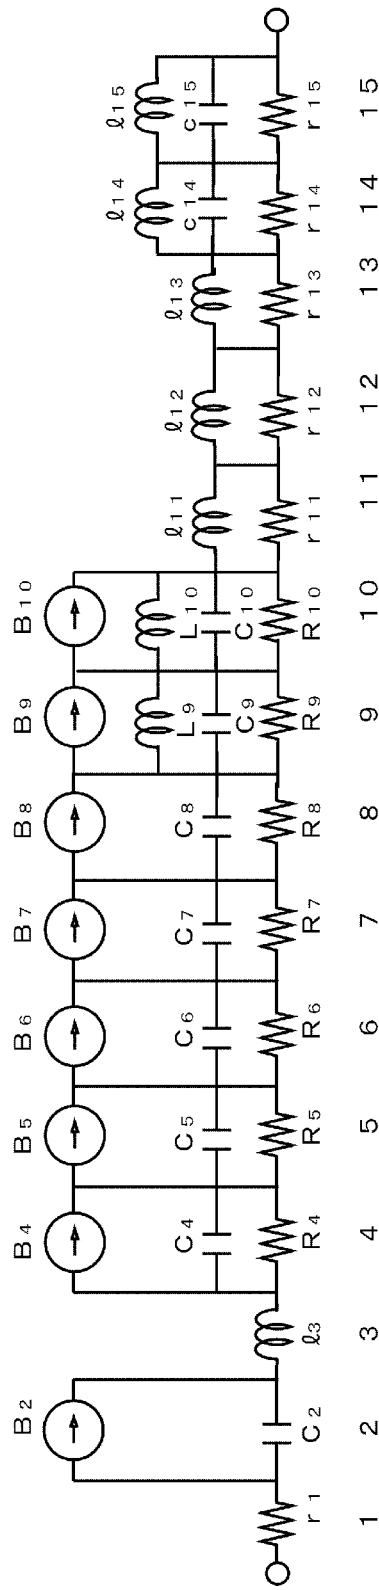 B2 B4 B5 B6 B7 B8 B9 B10
ℓ14 ℓ15
L9 L10 ℓ11 ℓ12 ℓ13 c14 c15
C4 C5 C6 C7 C8 C9 C10
r1 C2 ℓ3 R4 R5 R6 R7 R8 R9 R10 r11 r12 r13 r14 r15
1 2 3 4 5 6 7 8 9 10 11 12 13 14 15